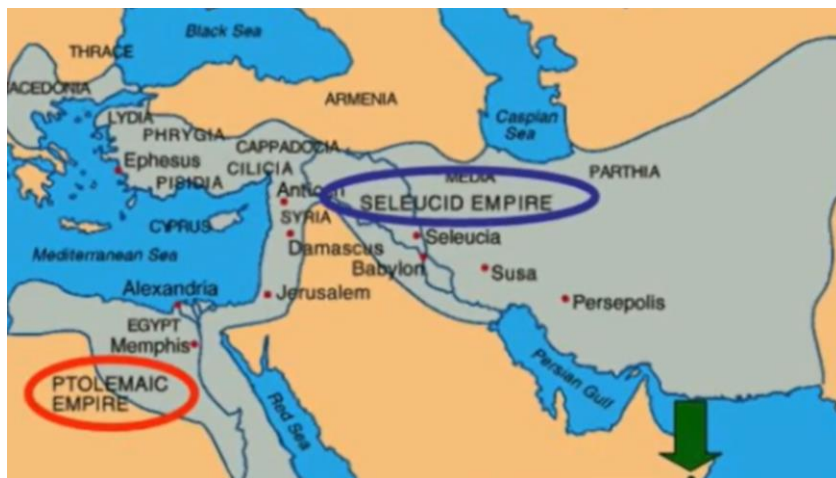 Black Sea
THRACE
ACEDONIA
ARMENIA
LYDIA
Caspian
Sea
PHRYGIA
CAPPADOCIA
Ephesus
CILICIA
PARTHIA
MEDIA
PISIDIA
SELEUCID EMPIRE
SYRIA
CYPRUS
Seleucia
Mediterranean Sea
Damascus
Babylon
Susa
Alexandria
Jerusalem
Persepolis
EGYPT
Memphis
Persian Gulf
PTOLEMAIC
EMPIRE
Red Sea